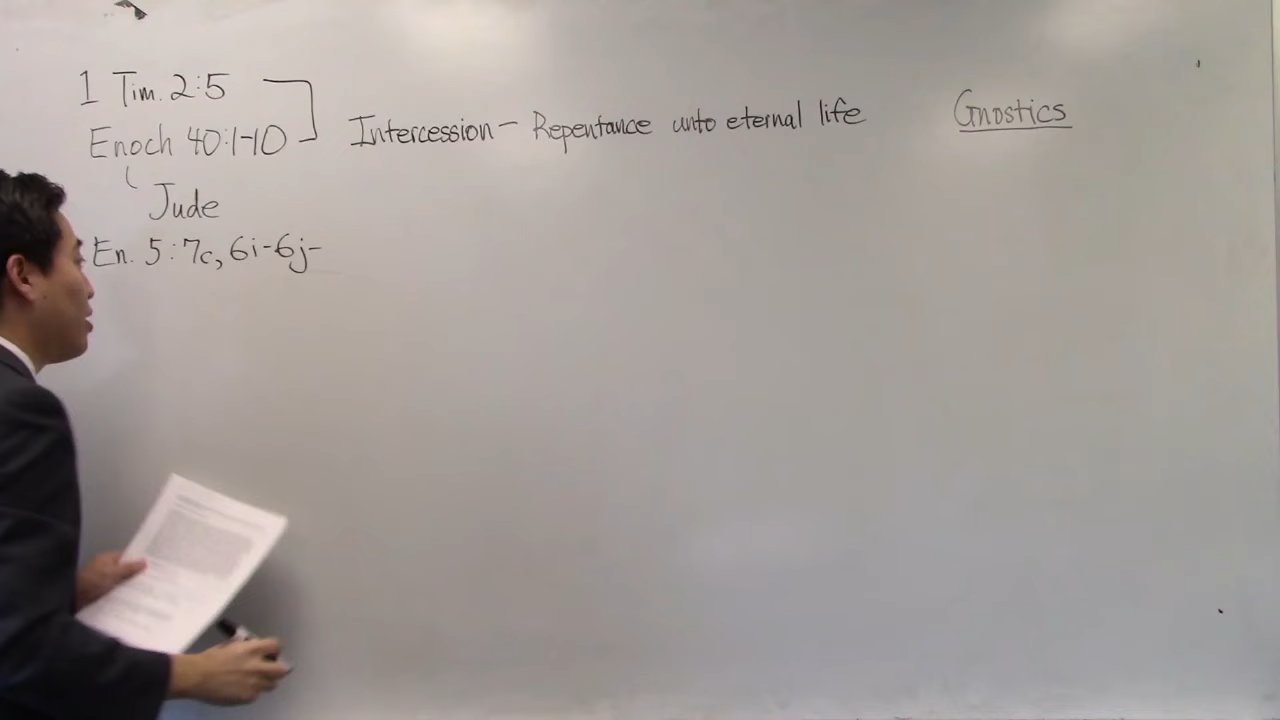 1 Tim. 2:5
Enoch 40:1-10
Intercession - Repentance unto eternal life
Gnostics
Jude
En. 5:7c, 6i-6j-